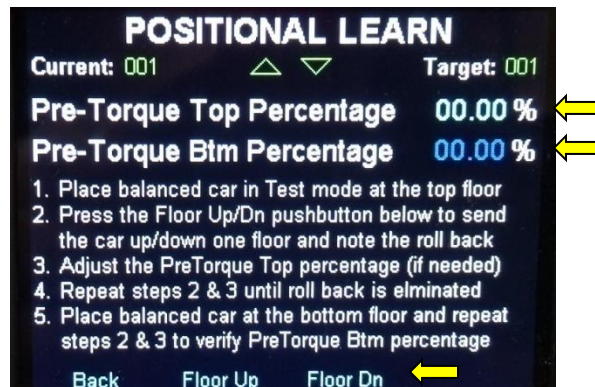 POSITIONAL LEARN
Current: 001 Target: 001
Pre-Torque Top Percentage 00.00 %
Pre-Torque Btm Percentage 00.00 %
1. Place balanced car in Test mode at the top floor
2. Press the Floor Up/Dn pushbutton below to send
the car up/down one floor and note the roll back
3. Adjust the PreTorque Top percentage (if needed)
4. Repeat steps 2 & 3 until roll back is elminated
5. Place balanced car at the bottom floor and repeat
steps 2 & 3 to verify PreTorque Btm percentage
Back Floor Up Floor Dn